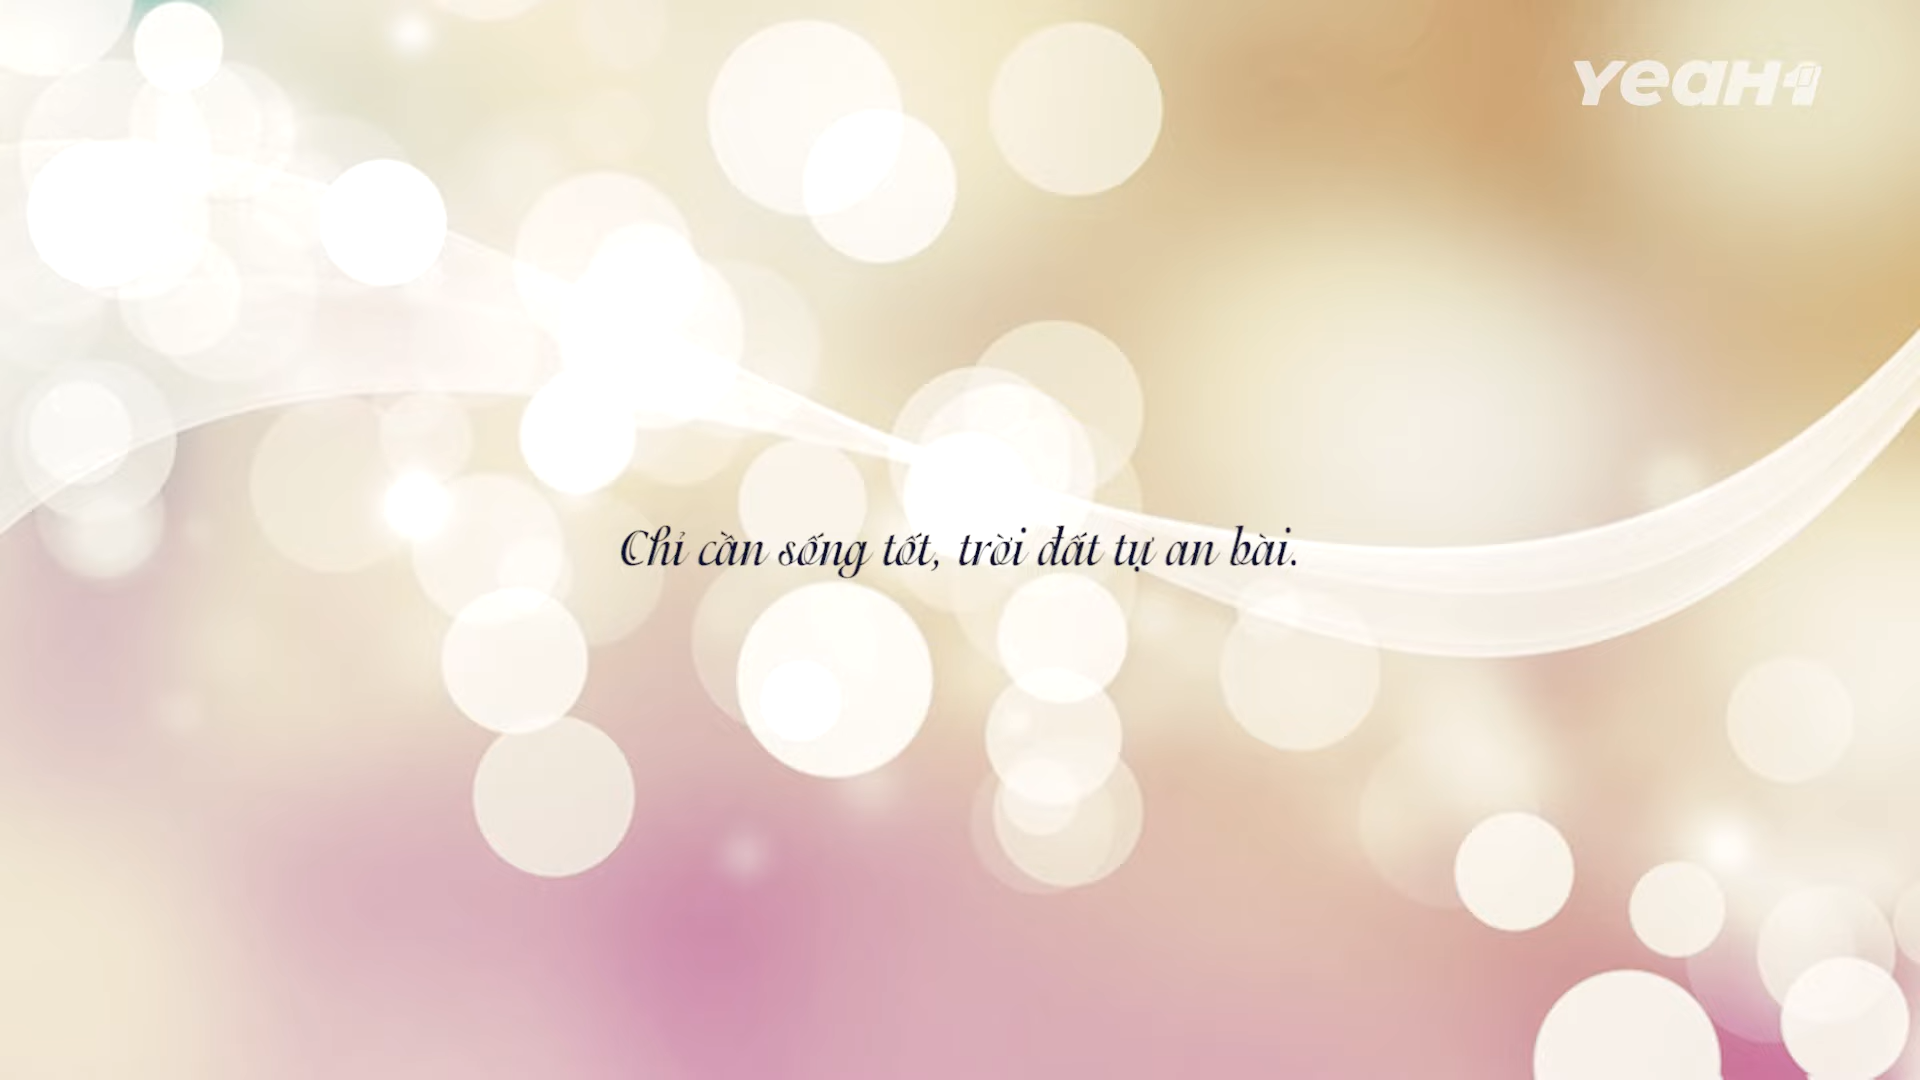 YEAH1
Chỉ cần sống tốt, trời đất tự an bài.